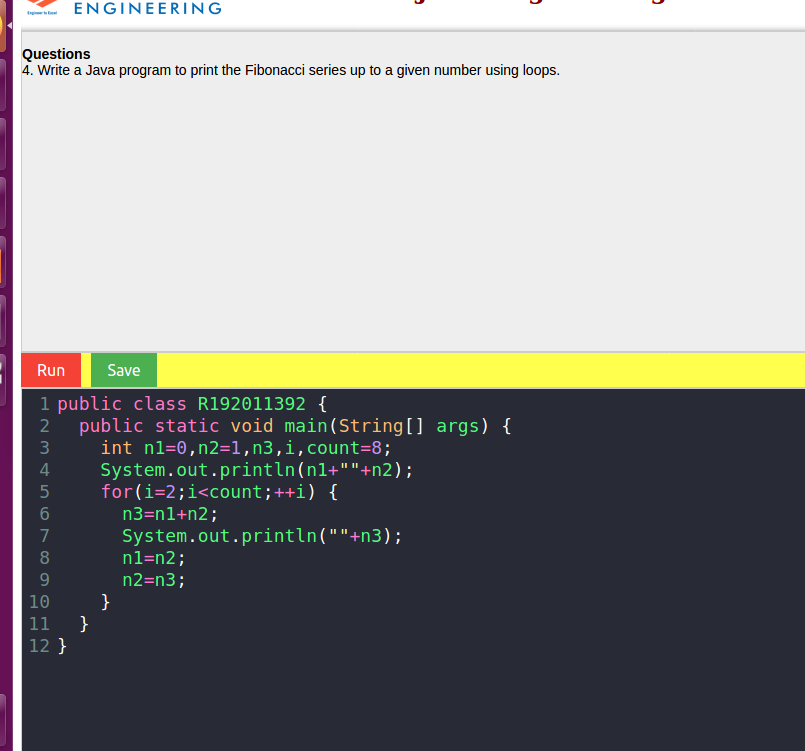 ENGINEERING
Questions
4. Write a Java program to print the Fibonacci series up to a given number using loops.
Run Save
1 public class R192011392 {
2 public static void main(String[] args) {
3 int n1=0,n2=1,n3,i,count=8;
4 System.out.println(n1+""+n2);
5 for(i=2;i<count;++i) {
6 n3=n1+n2;
7 System.out.println(""+n3);
8 n1=n2;
9 n2=n3;
10 }
11 }
12 }